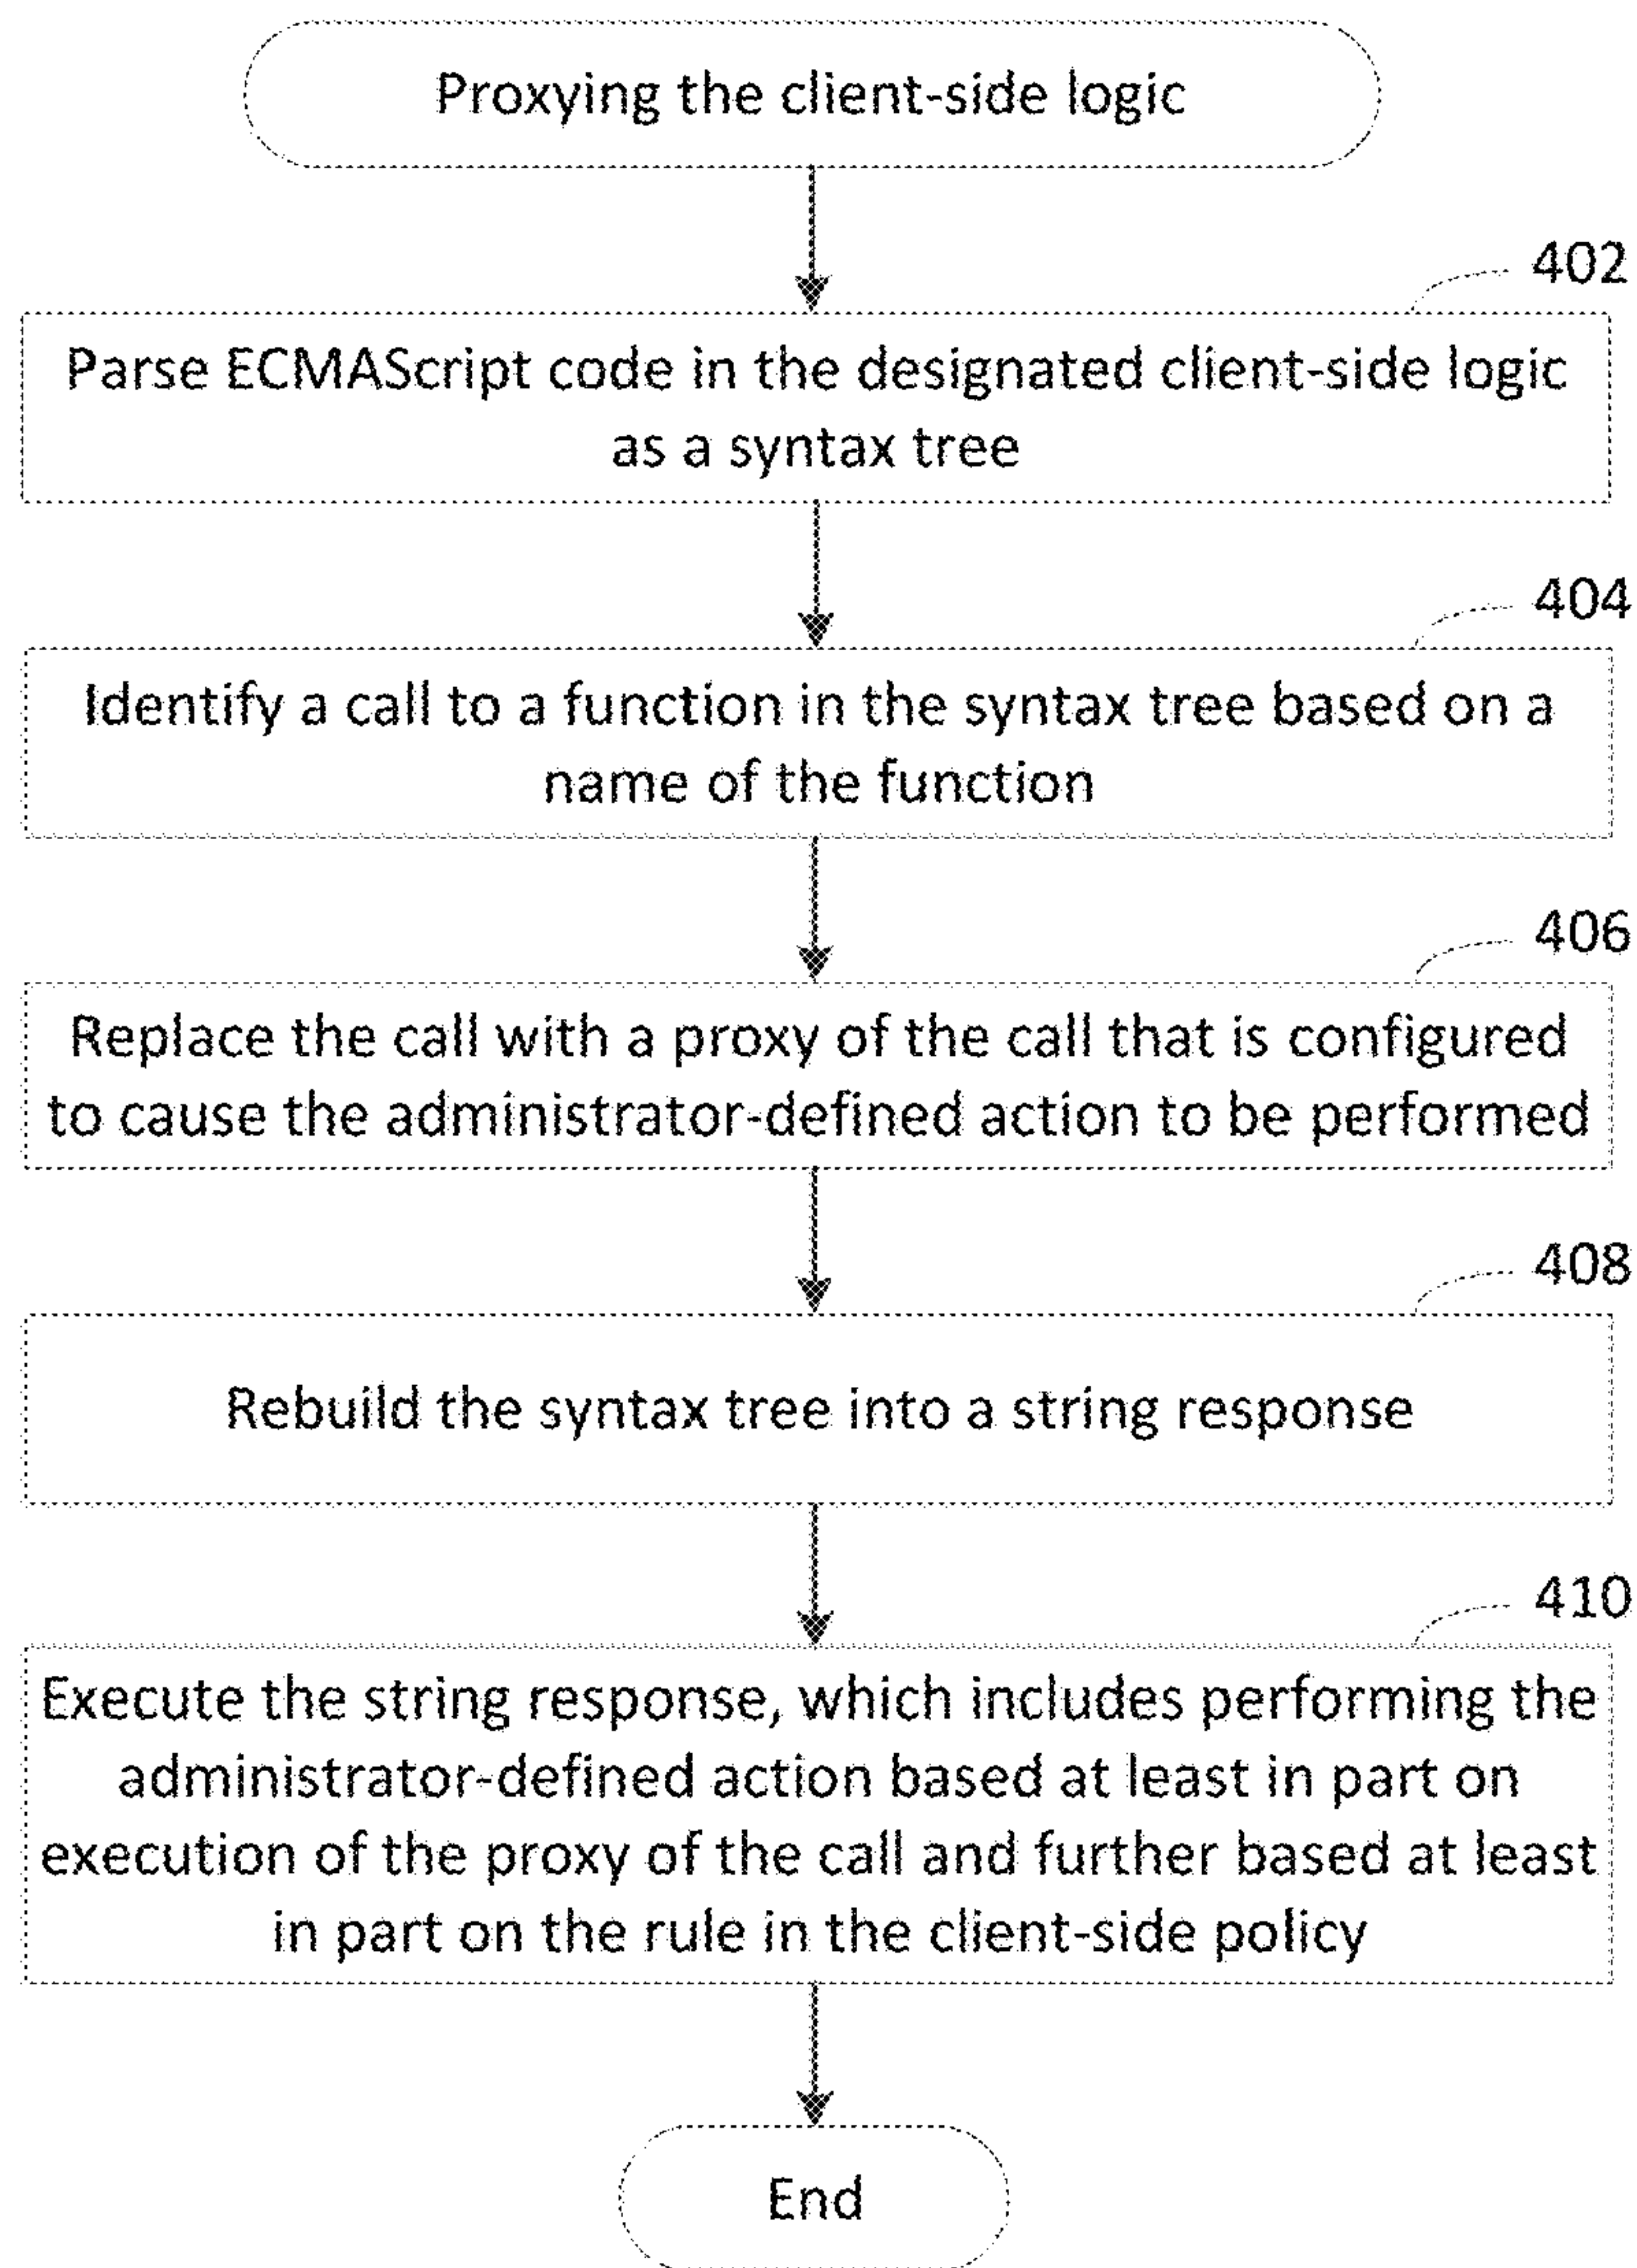 Proxying the client-side logic
402
Parse ECMAScript code in the designated client-side logic
as a syntax tree
404
Identify a call to a function in the syntax tree based on a
name of the function
406
Replace the call with a proxy of the call that is configured
to cause the administrator-defined action to be performed
408
Rebuild the syntax tree into a string response
410
Execute the string response, which includes performing the
administrator-defined action based at least in part on
execution of the proxy of the call and further based at least
in part on the rule in the client-side policy
End